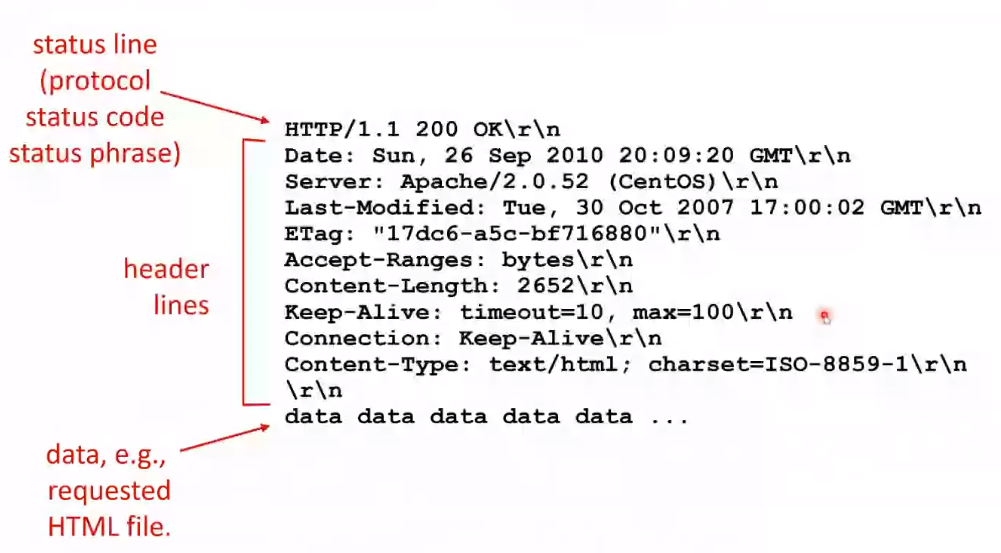 status line
(protocol
status code
status phrase)
HTTP/1.1 200 OK\r\n
Date: Sun, 26 Sep 2010 20:09:20 GMT\r\n
Server: Apache/2.0.52 (CentOS)\r\n
Last-Modified: Tue, 30 Oct 2007 17:00:02 GMT\r\n
ETag: "17dc6-a5c-bf716880"\r\n
Accept-Ranges: bytes\r\n
Content-Length: 2652\r\n
Keep-Alive: timeout=10, max=100\r\n
Connection: Keep-Alive\r\n
Content-Type: text/html; charset=ISO-8859-1\r\n
\r\n
header
lines
data data data data data ...
data, e.g.,
requested
HTML file.